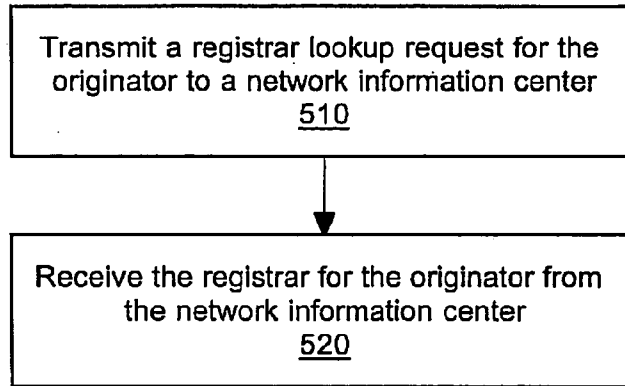 Transmit a registrar lookup request for the
originator to a network information center
510
Receive the registrar for the originator from
the network information center
520